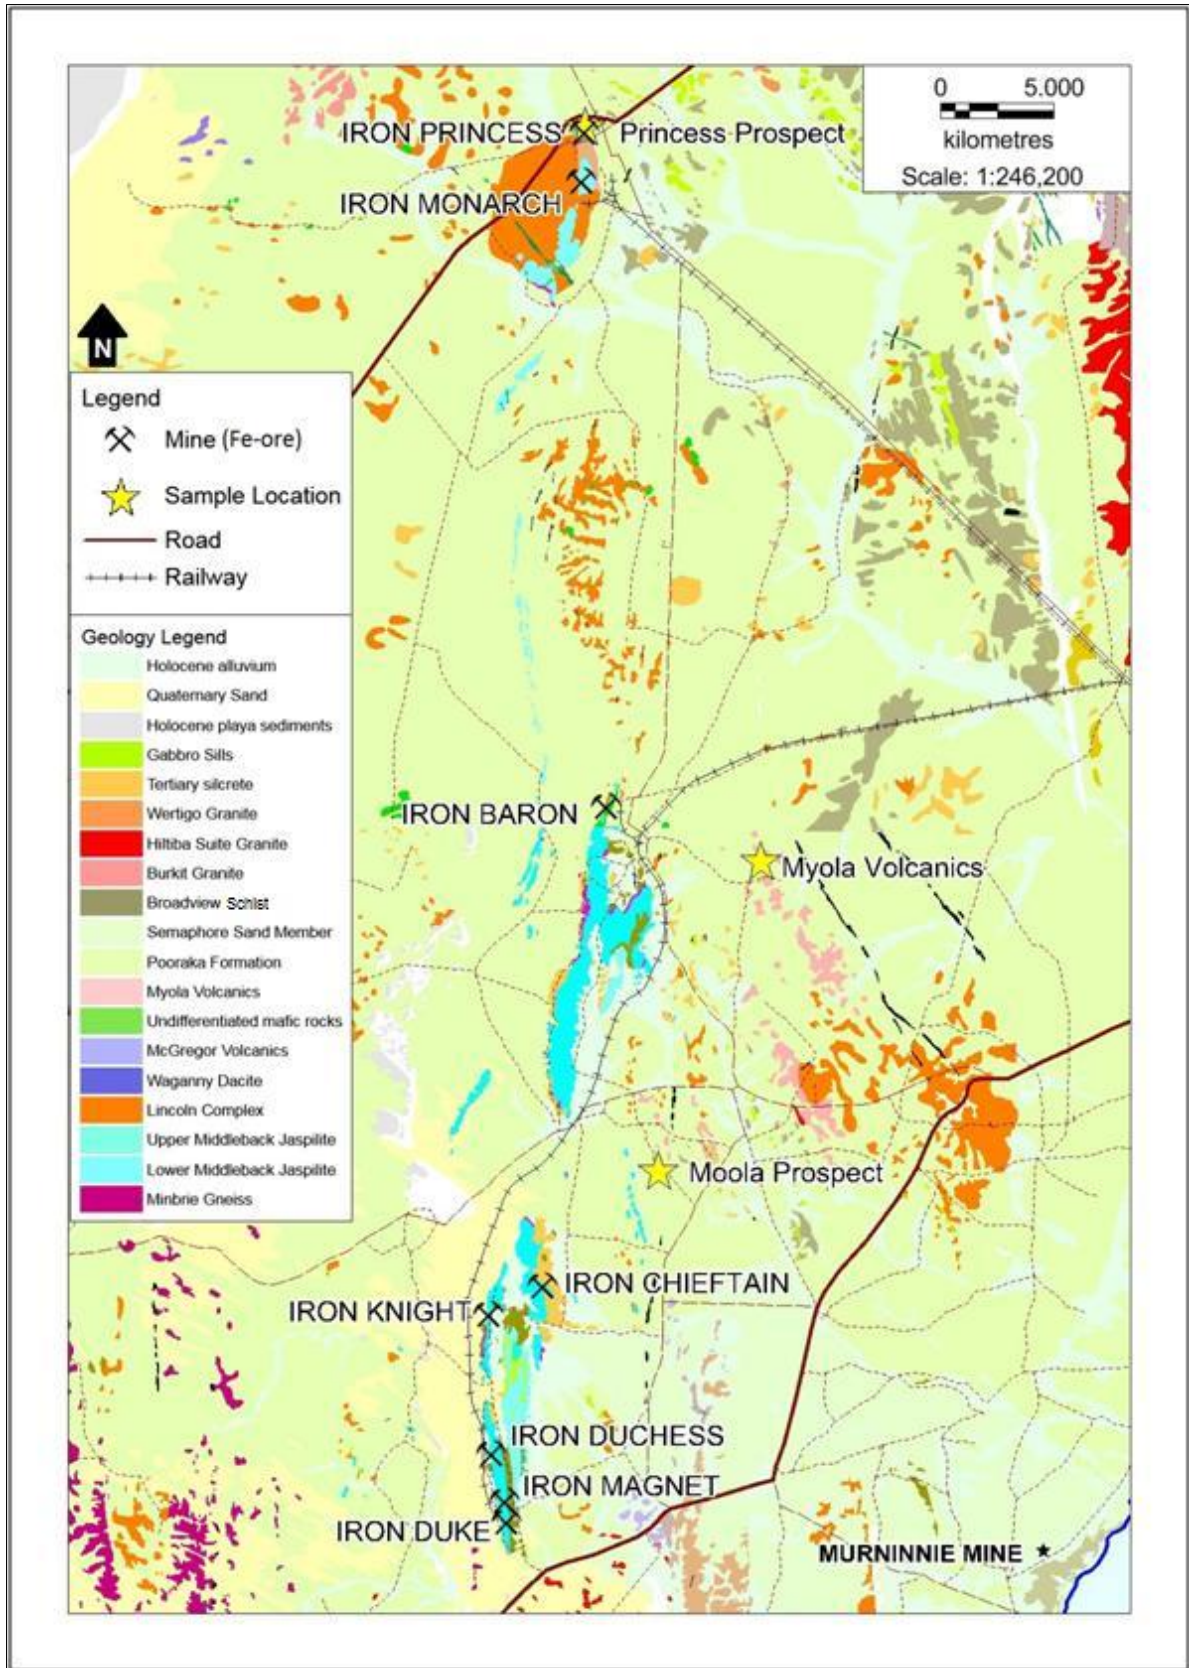 0 5.000
kilometres
Scale: 1:246,200
IRON PRINCESS
Princess Prospect
IRON MONARCH
N
Legend
Mine (Fe-ore)
Sample Location
Road
Railway
Geology Legend
Holocene alluvium
Quaternary Sand
Holocene playa sediments
Gabbro Sills
Tertiary silcrete
Wertigo Granite
Hiltiba Suite Granite
Burkit Granite
Broadview Schist
Semaphore Sand Member
Pooraka Formation
Myola Volcanics
Undifferentiated mafic rocks
McGregor Volcanics
Waganny Dacite
Lincoln Complex
Upper Middleback Jaspilite
Lower Middleback Jaspilite
Minbrie Gneiss
IRON BARON
Myola Volcanics
Moola Prospect
IRON CHIEFTAIN
IRON KNIGHT
IRON DUCHESS
IRON MAGNET
IRON DUKE
MURNINNIE MINE